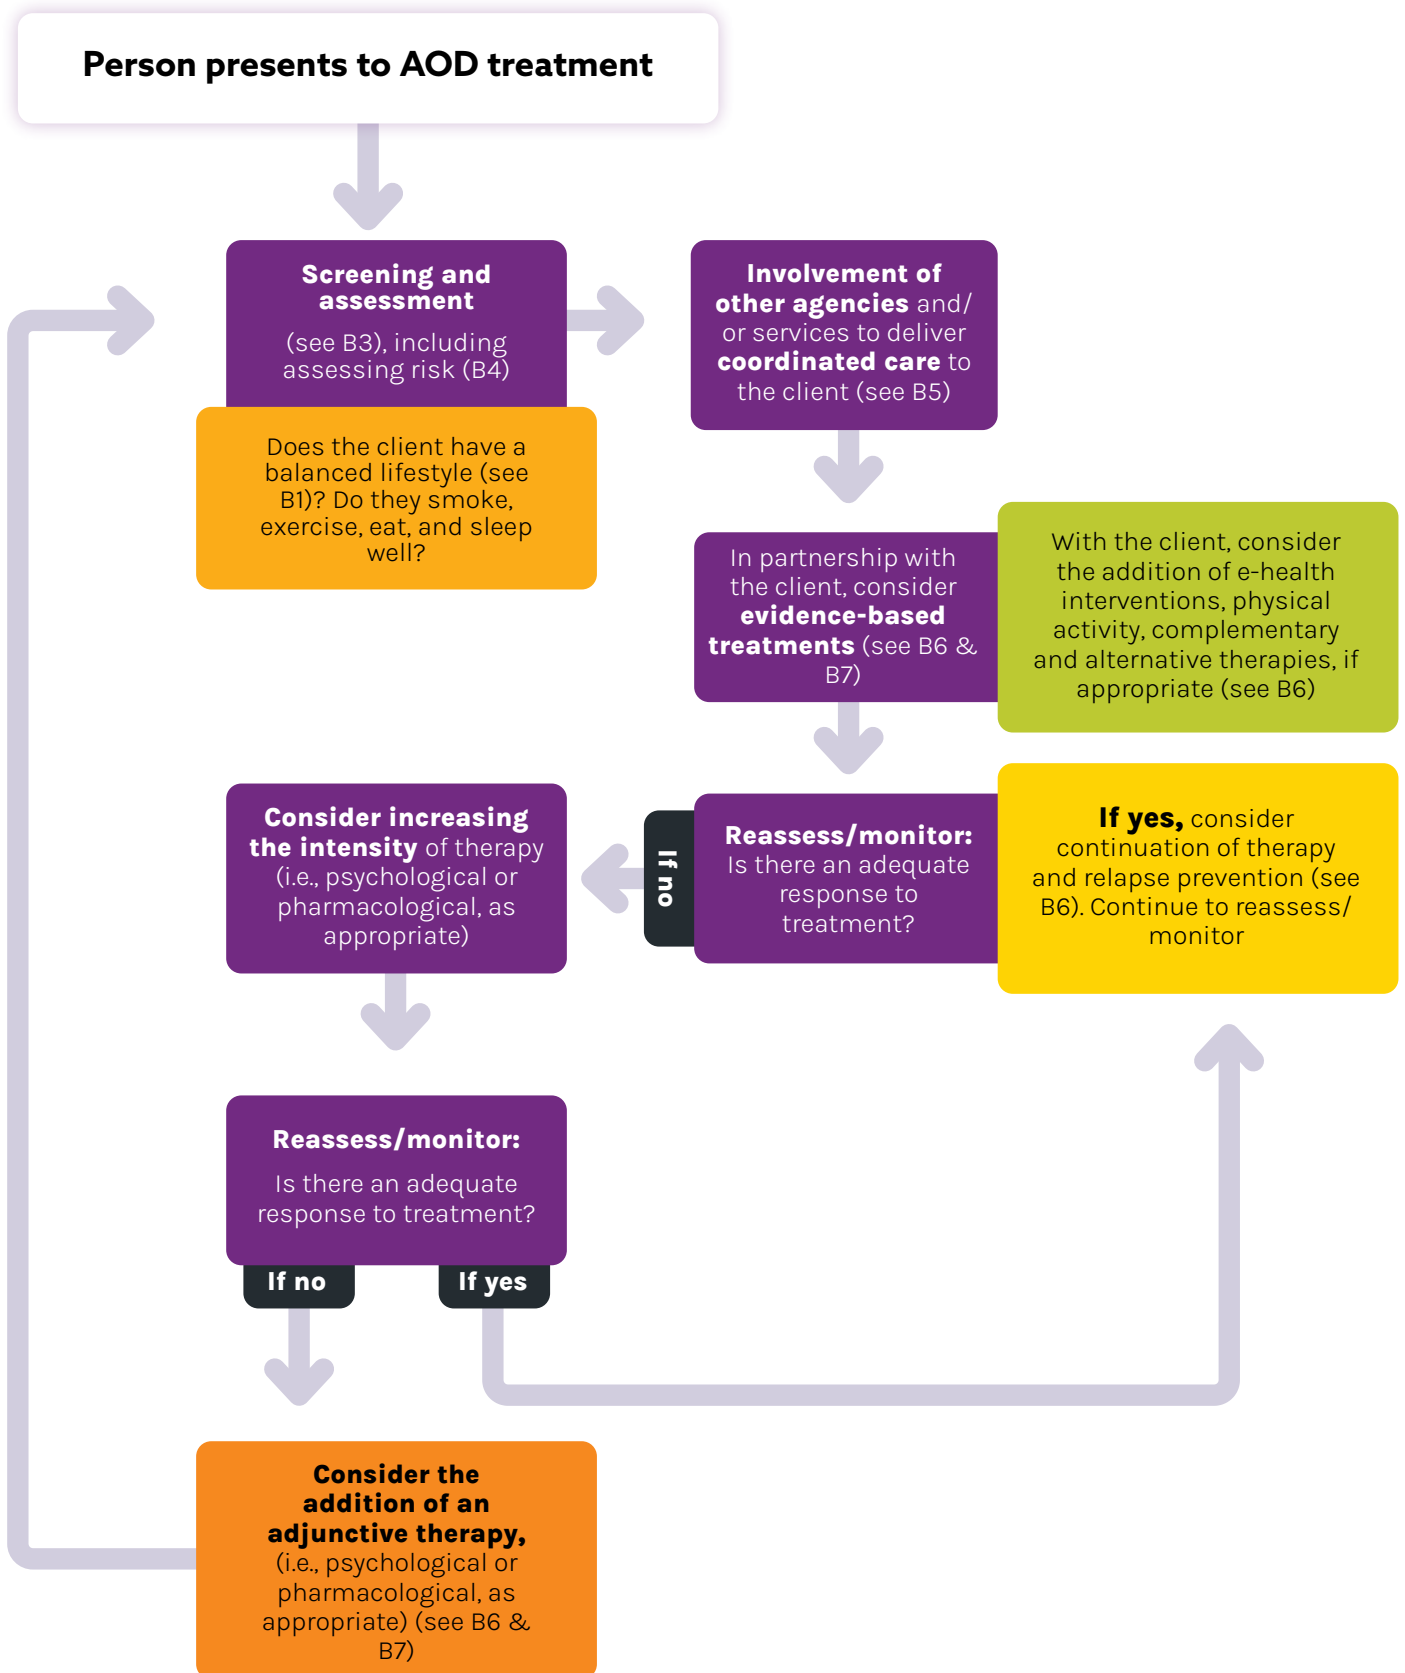 Person presents to AOD treatment
Screening and
assessment
(see B3), including
assessing risk (B4)
Does the client have a
balanced lifestyle (see
B1)? Do they smoke,
exercise, eat, and sleep
well?
Involvement of
other agencies and/
or services to deliver
coordinated care to
the client (see B5)
In partnership with
the client, consider
evidence-based
treatments (see B6 &
B7)
With the client, consider
the addition of e-health
interventions, physical
activity, complementary
and alternative therapies, if
appropriate (see B6)
Reassess/monitor:
Is there an adequate
response to
treatment?
If yes, consider
continuation of therapy
and relapse prevention (see
B6). Continue to reassess/
monitor
If no
Consider increasing
the intensity of therapy
(i.e., psychological or
pharmacological, as
appropriate)
Reassess/monitor:
Is there an adequate
response to treatment?
If no
If yes
Consider the
addition of an
adjunctive therapy,
(i.e., psychological or
pharmacological, as
appropriate) (see B6 &
B7)